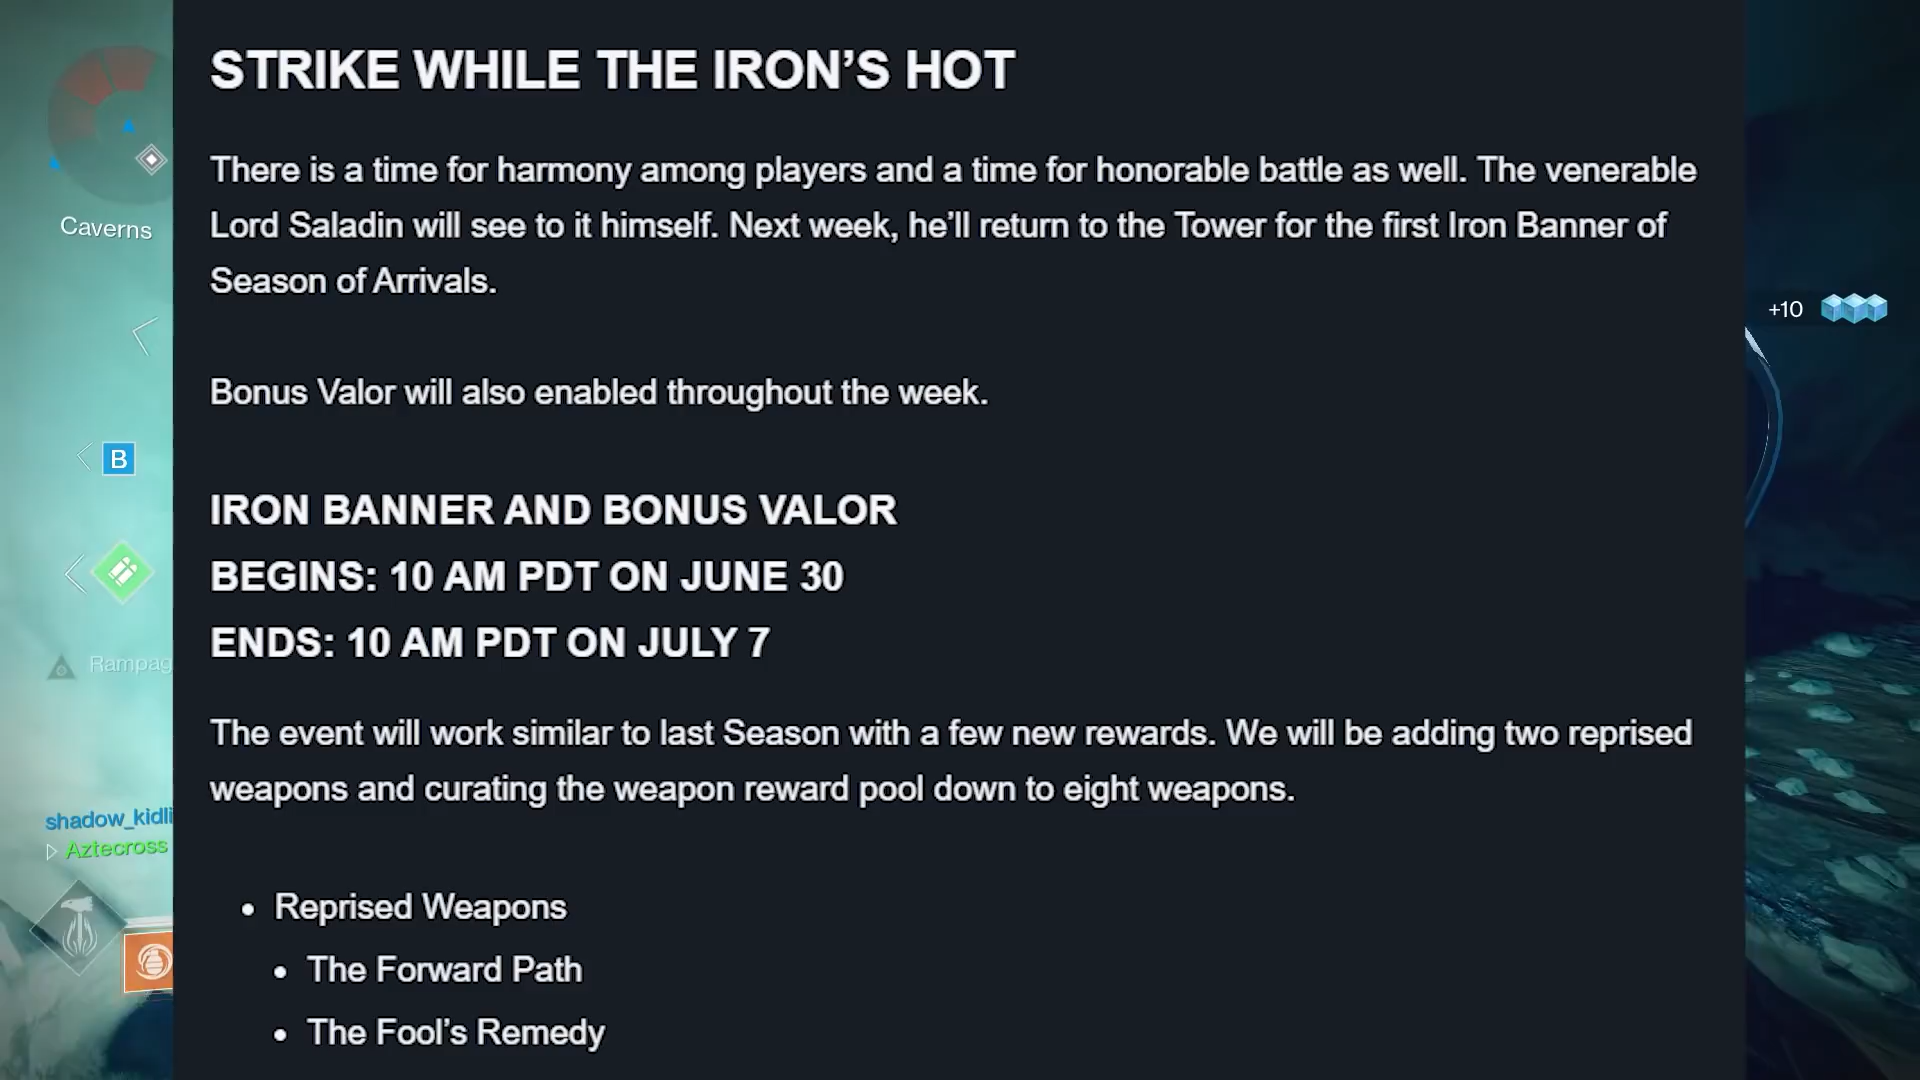 STRIKE WHILE THE IRON’S HOT
There is a time for harmony among players and a time for honorable battle as well. The venerable
Lord Saladin will see to it himself. Next week, he’ll return to the Tower for the first Iron Banner of
Season of Arrivals.
Caverns
+10
Bonus Valor will also enabled throughout the week.
B
IRON BANNER AND BONUS VALOR
BEGINS: 10 AM PDT ON JUNE 30
ENDS: 10 AM PDT ON JULY 7
Rampag
The event will work similar to last Season with a few new rewards. We will be adding two reprised
weapons and curating the weapon reward pool down to eight weapons.
shadow_kidli
Aztecross
• Reprised Weapons
• The Forward Path
• The Fool’s Remedy